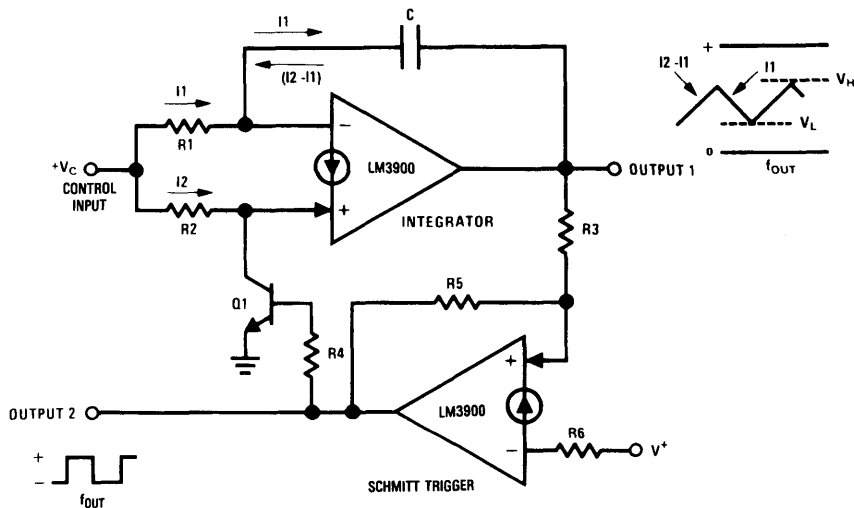 I1
C
(I2-I1)
I1
R1
+VC
CONTROL
INPUT
I2
R2
-
LM3900
+
INTEGRATOR
OUTPUT 1
+
I2-I1
I1
VH
VL
0
fOUT
R3
R5
Q1
R4
+
LM3900
-
R6
V+
OUTPUT 2
SCHMITT TRIGGER
+
-
fOUT